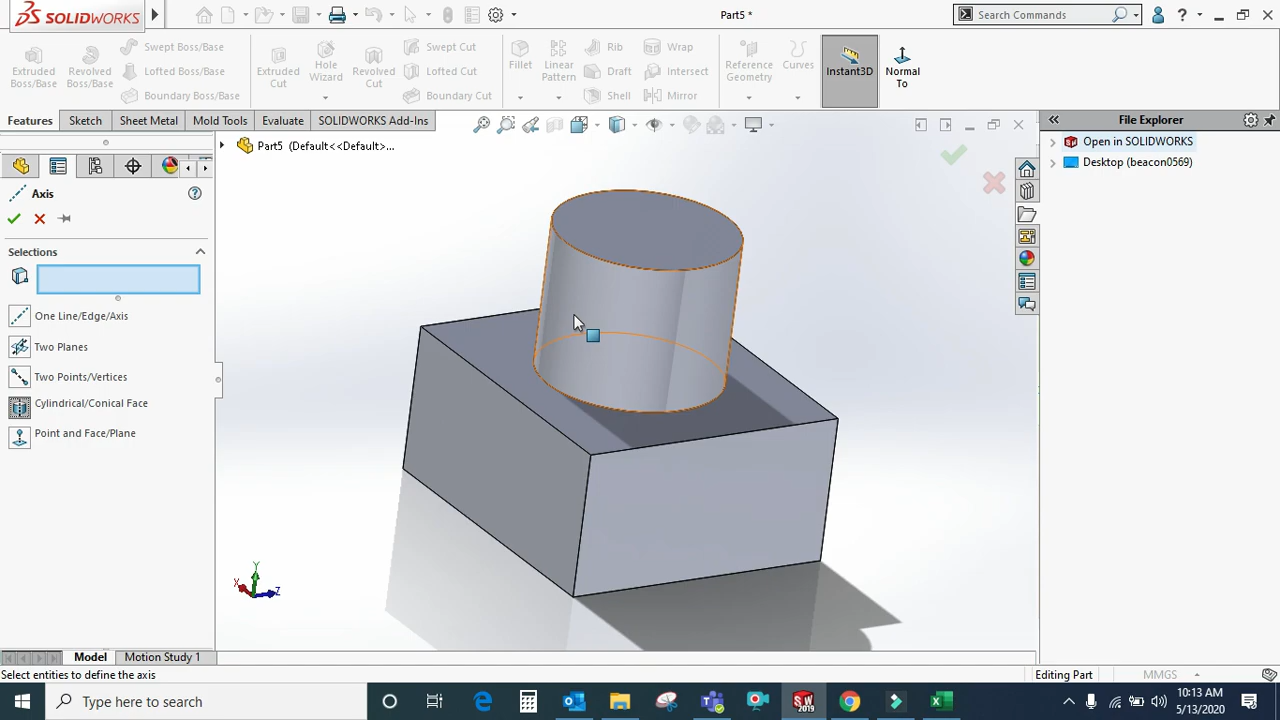 SOLIDWORKS
Part5 *
Search Commands
Extruded Boss/Base
Revolved Boss/Base
Swept Boss/Base
Lofted Boss/Base
Boundary Boss/Base
Extruded Cut
Hole Wizard
Revolved Cut
Swept Cut
Lofted Cut
Boundary Cut
Fillet
Linear Pattern
Rib
Draft
Shell
Wrap
Intersect
Mirror
Reference Geometry
Curves
Instant3D
Normal To
Features
Sketch
Sheet Metal
Mold Tools
Evaluate
SOLIDWORKS Add-Ins
File Explorer
Open in SOLIDWORKS
Desktop (beacon0569)
Part5 (Default<<Default>...
Axis
Selections
One Line/Edge/Axis
Two Planes
Two Points/Vertices
Cylindrical/Conical Face
Point and Face/Plane
Y
X
Z
Model
Motion Study 1
Select entities to define the axis
Editing Part
MMGS
Type here to search
SW
2019
10:13 AM
5/13/2020